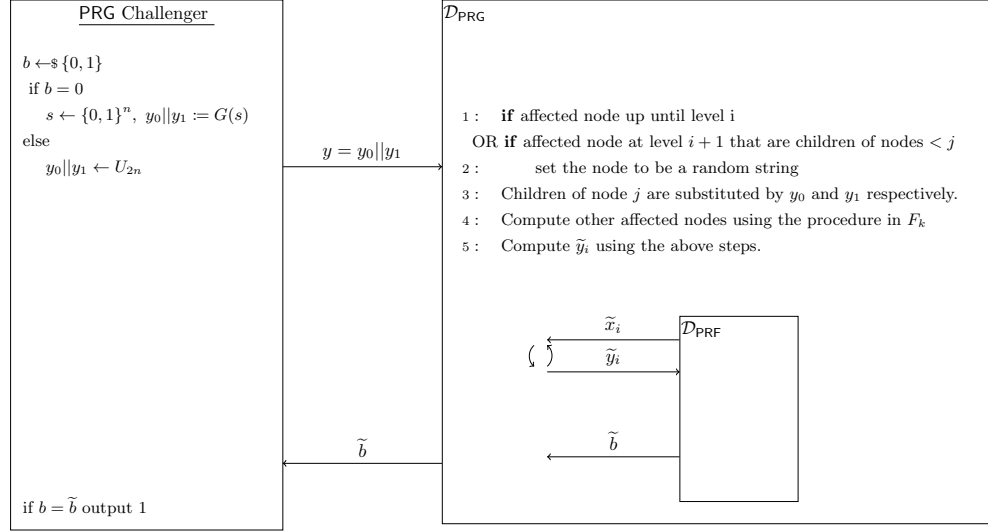 PRG Challenger
b ←$ {0, 1}
if b = 0
s ← {0, 1}ⁿ, y₀||y₁ := G(s)
else
y₀||y₁ ← U₂ₙ
if b = b̃ output 1
y = y₀||y₁
b̃
𝒟_PRG
1 : if affected node up until level i
OR if affected node at level i + 1 that are children of nodes < j
2 : set the node to be a random string
3 : Children of node j are substituted by y₀ and y₁ respectively.
4 : Compute other affected nodes using the procedure in Fₖ
5 : Compute ỹᵢ using the above steps.
𝒟_PRF
x̃ᵢ
ỹᵢ
b̃